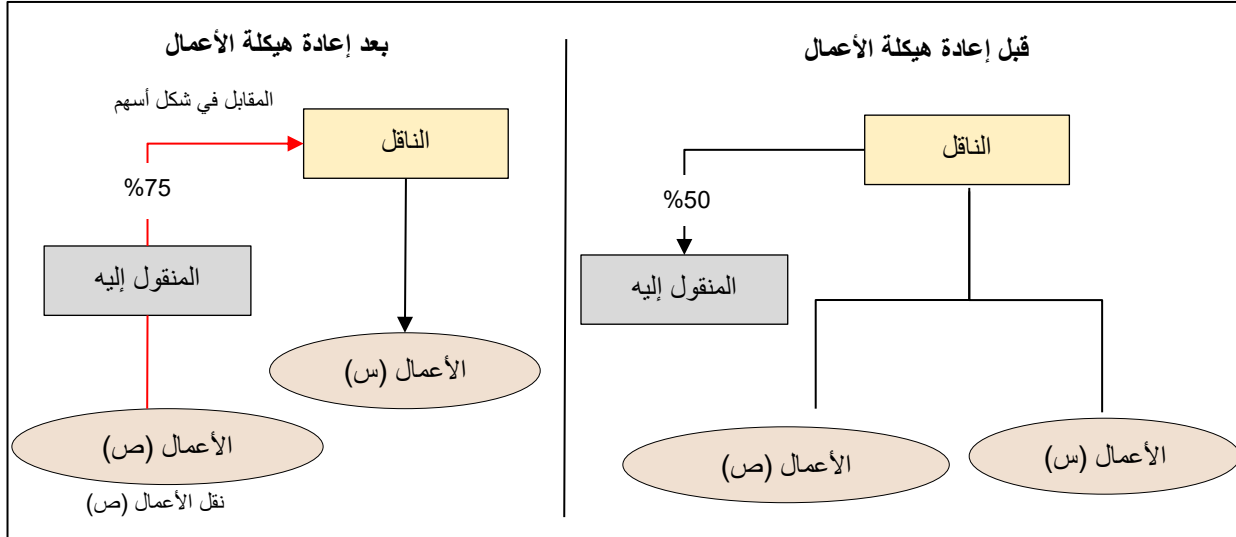 قبل إعادة هيكلة الأعمال
الناقل
%50
المنقول إليه
الأعمال (س)
الأعمال (ص)
بعد إعادة هيكلة الأعمال
المقابل في شكل أسهم
الناقل
%75
المنقول إليه
الأعمال (س)
الأعمال (ص)
نقل الأعمال (ص)